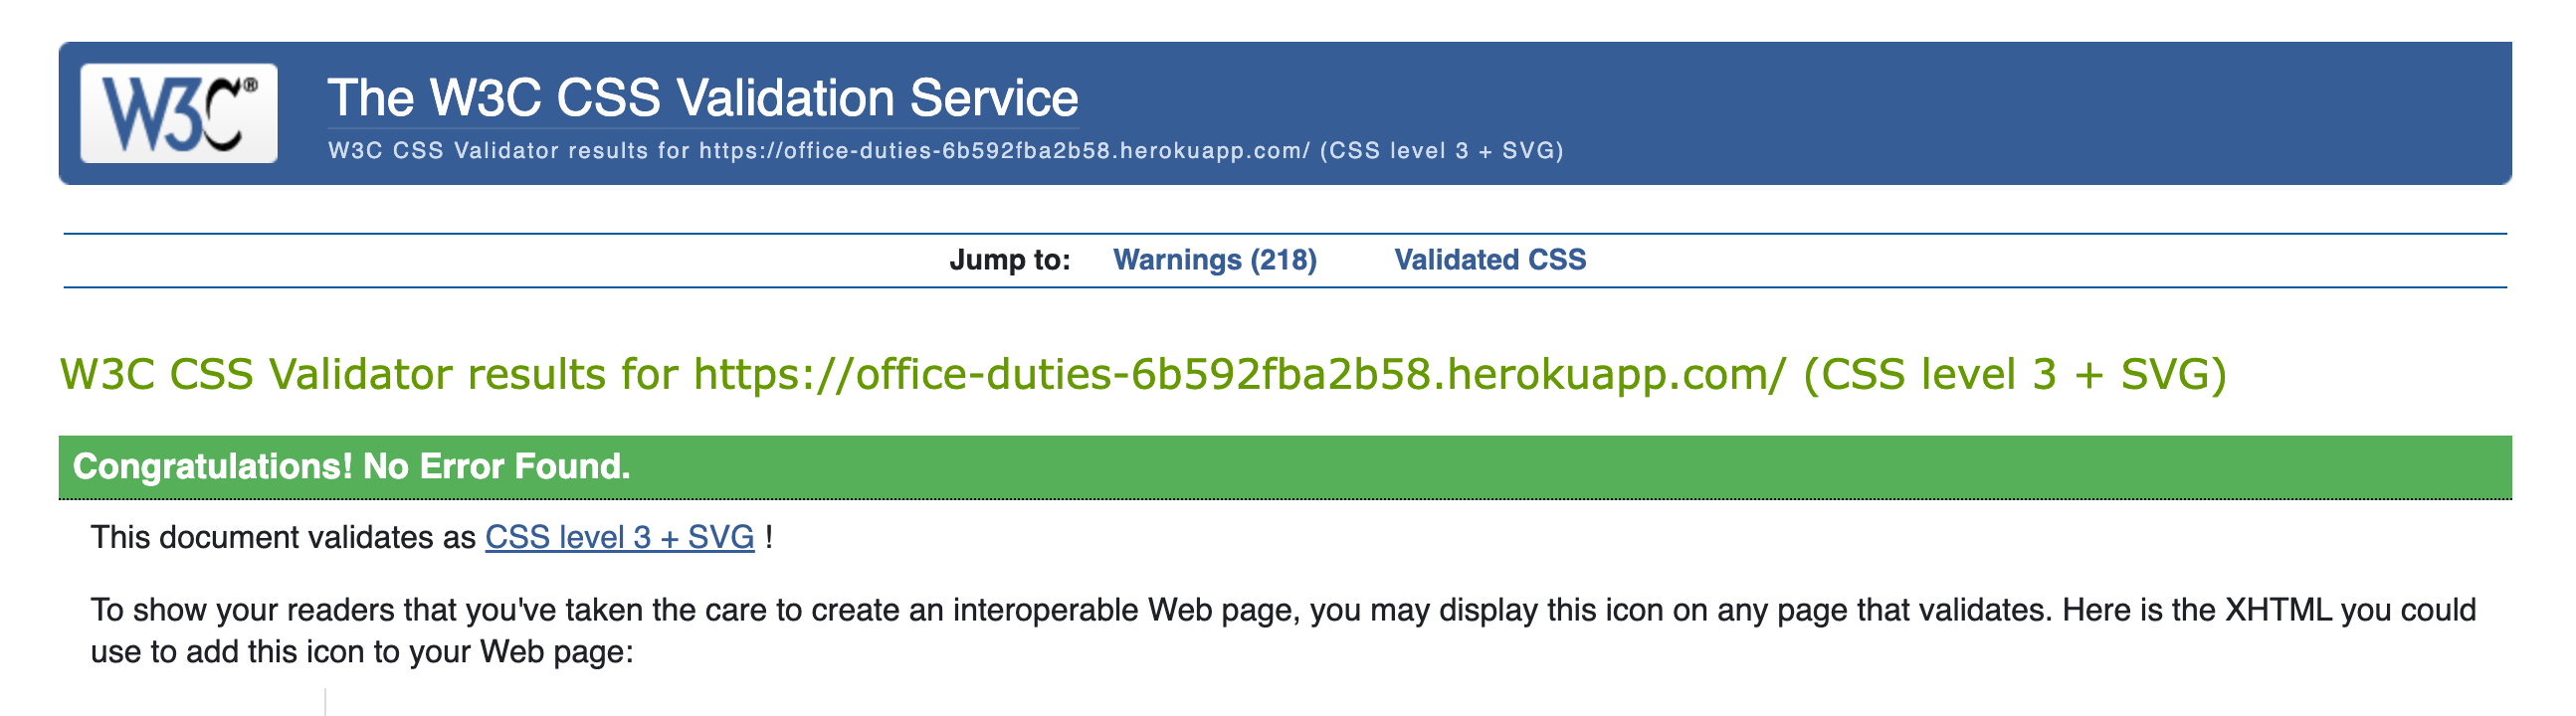 W3C®
The W3C CSS Validation Service
W3C CSS Validator results for https://office-duties-6b592fba2b58.herokuapp.com/ (CSS level 3 + SVG)
Jump to: Warnings (218) Validated CSS
W3C CSS Validator results for https://office-duties-6b592fba2b58.herokuapp.com/ (CSS level 3 + SVG)
Congratulations! No Error Found.
This document validates as CSS level 3 + SVG !
To show your readers that you've taken the care to create an interoperable Web page, you may display this icon on any page that validates. Here is the XHTML you could
use to add this icon to your Web page: